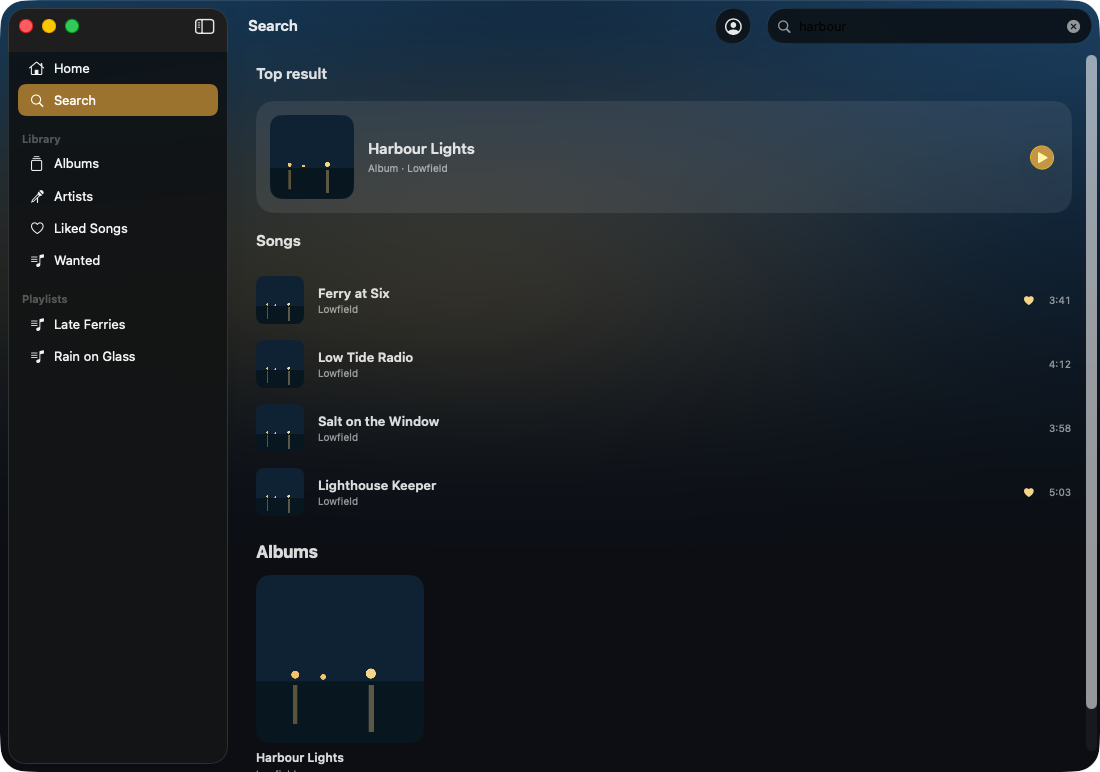 Search
harbour
Home
Search
Library
Albums
Artists
Liked Songs
Wanted
Playlists
Late Ferries
Rain on Glass
Top result
Harbour Lights
Album · Lowfield
Songs
Ferry at Six
Lowfield
3:41
Low Tide Radio
Lowfield
4:12
Salt on the Window
Lowfield
3:58
Lighthouse Keeper
Lowfield
5:03
Albums
Harbour Lights